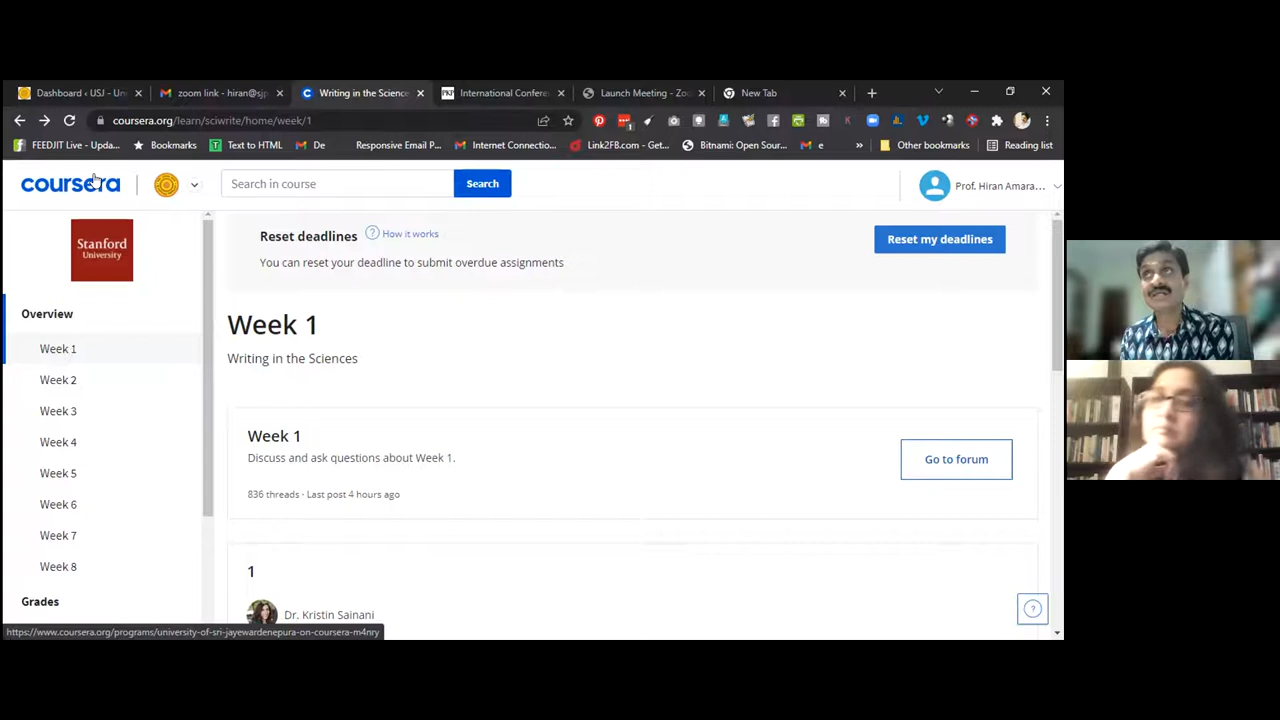 Dashboard ‹ USJ - Un
zoom link - hiran@sjp
Writing in the Science
International Confere
Launch Meeting - Zoo
New Tab
coursera.org/learn/sciwrite/home/week/1
FEEDJIT Live - Upda...
Bookmarks
Text to HTML
De
Responsive Email P...
Internet Connectio...
Link2FB.com - Get...
Bitnami: Open Sour...
e
»
Other bookmarks
Reading list
coursera
Search in course
Search
Prof. Hiran Amara...
Stanford
University
Reset deadlines
How it works
Reset my deadlines
You can reset your deadline to submit overdue assignments
Overview
Week 1
Week 2
Week 3
Week 4
Week 5
Week 6
Week 7
Week 8
Grades
Week 1
Writing in the Sciences
Week 1
Discuss and ask questions about Week 1.
Go to forum
836 threads · Last post 4 hours ago
1
Dr. Kristin Sainani
https://www.coursera.org/programs/university-of-sri-jayewardenepura-on-coursera-m4nry